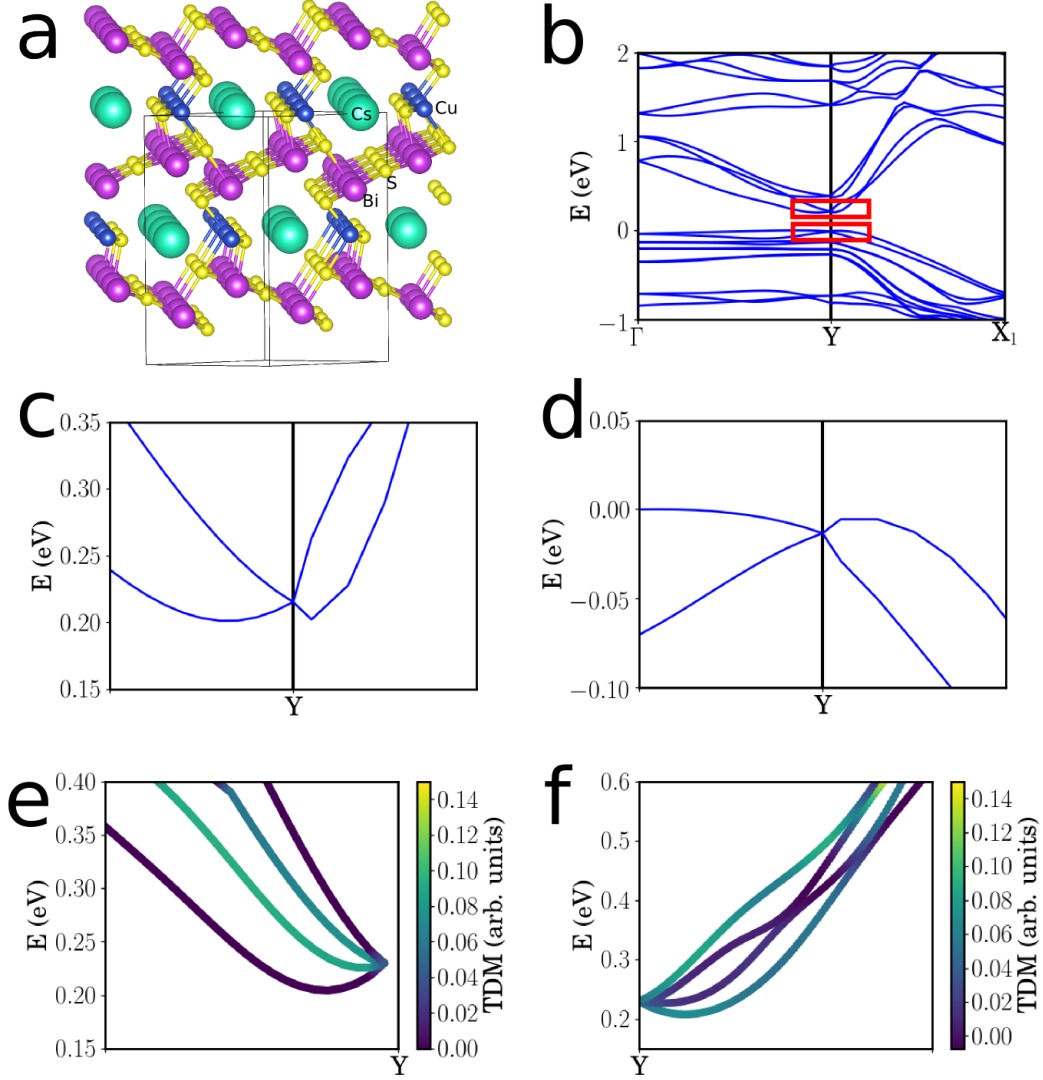 a
Cs
Cu
S
Bi
b
2
1
0
−1
E (eV)
Γ
Y
X₁
c
0.35
0.30
0.25
0.20
0.15
E (eV)
Y
d
0.05
0.00
−0.05
−0.10
E (eV)
Y
e
0.40
0.35
0.30
0.25
0.20
0.15
E (eV)
Y
0.14
0.12
0.10
0.08
0.06
0.04
0.02
0.00
TDM (arb. units)
f
0.6
0.5
0.4
0.3
0.2
E (eV)
Y
0.14
0.12
0.10
0.08
0.06
0.04
0.02
0.00
TDM (arb. units)